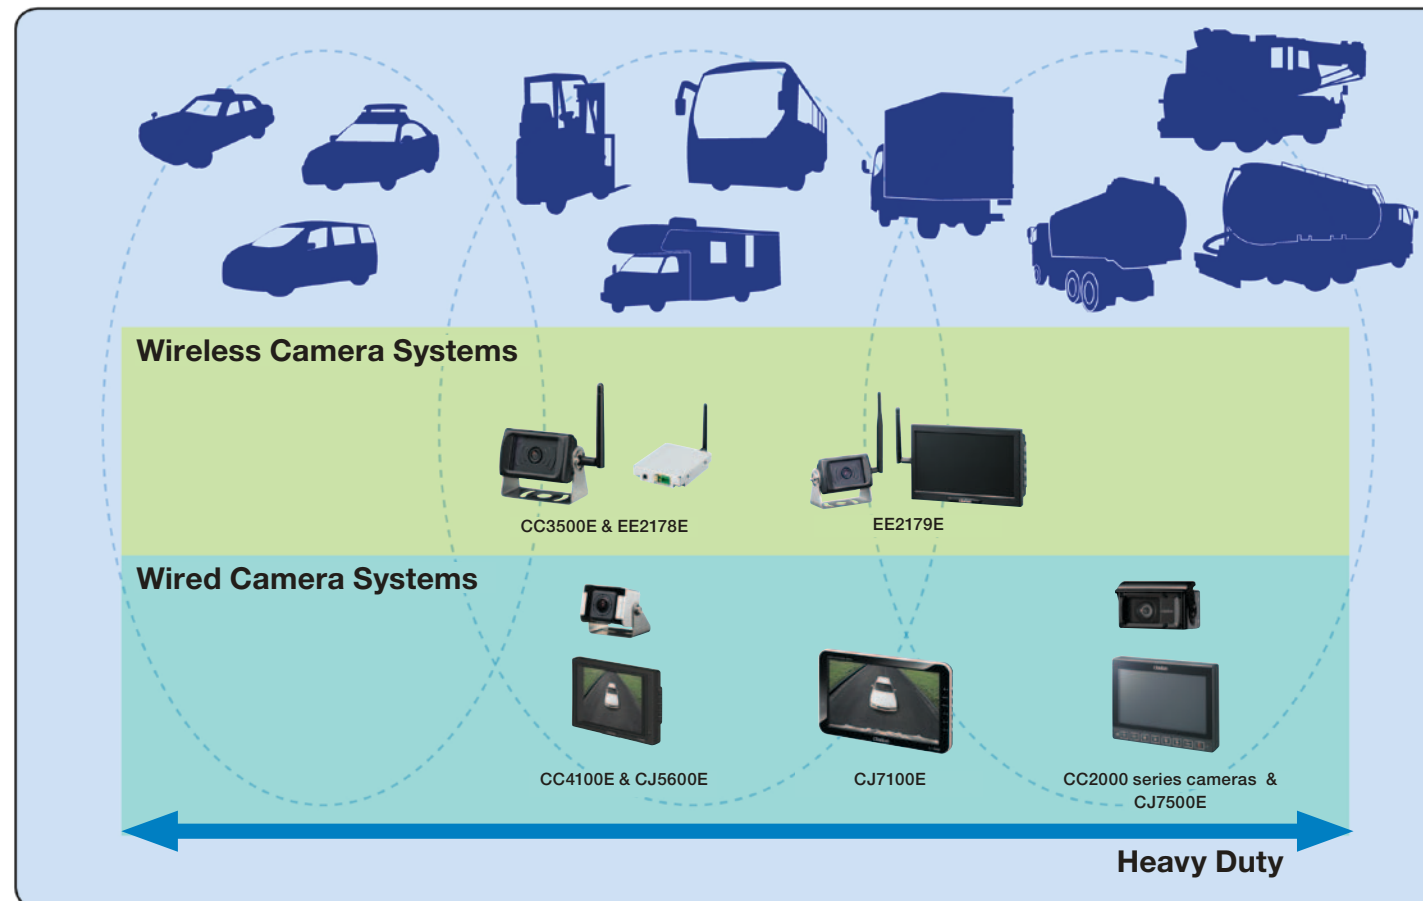 Wireless Camera Systems
CC3500E & EE2178E
EE2179E
Wired Camera Systems
CC4100E & CJ5600E
CJ7100E
CC2000 series cameras &
CJ7500E
Heavy Duty